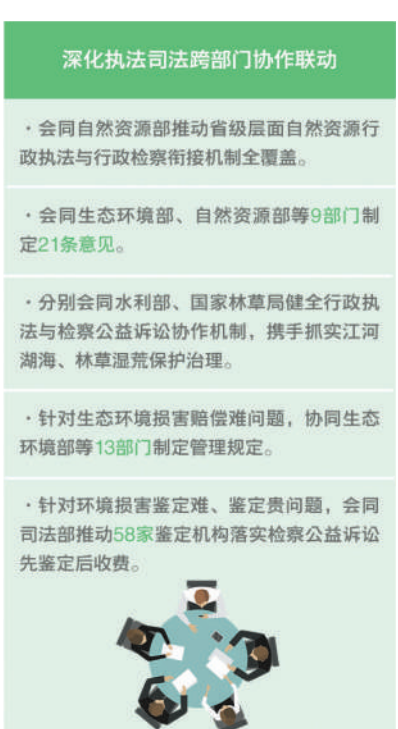 深化执法司法跨部门协作联动
·会同自然资源部推动省级层面自然资源行
政执法与行政检察衔接机制全覆盖。
·会同生态环境部、自然资源部等9部门制
定21条意见。
·分别会同水利部、国家林草局健全行政执
法与检察公益诉讼协作机制，携手抓实江河
湖海、林草湿荒保护治理。
·针对生态环境损害赔偿难问题，协同生态
环境部等13部门制定管理规定。
·针对环境损害鉴定难、鉴定贵问题，会同
司法部推动58家鉴定机构落实检察公益诉讼
先鉴定后收费。